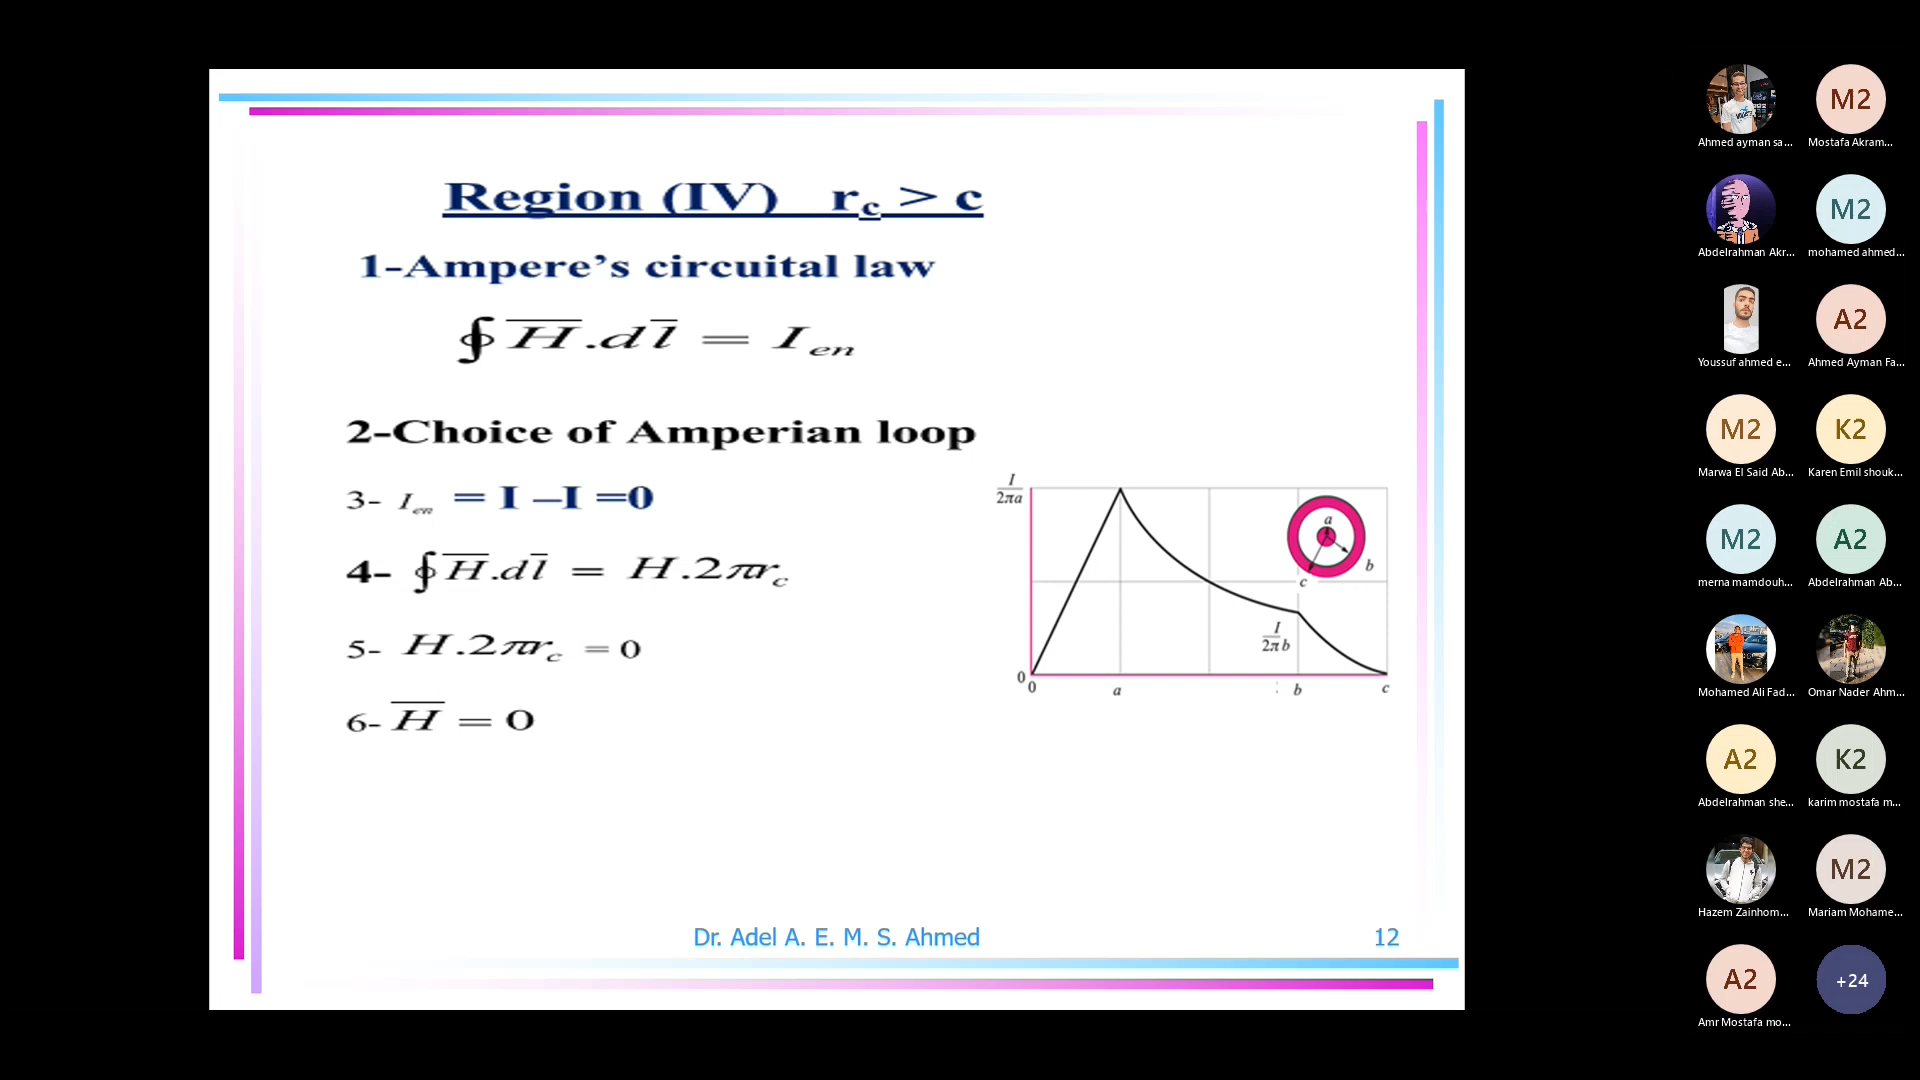 Region (IV) r_c > c
1-Ampere’s circuital law
∮ H̅.dl̅ = I_en
2-Choice of Amperian loop
3- I_en = I –I =0
4- ∮ H̅.dl̅ = H.2πr_c
5- H.2πr_c = 0
6- H̅ = 0
I/2πa
a
b
c
I/2πb
0
0
a
: b
c
Dr. Adel A. E. M. S. Ahmed
12
Ahmed ayman sa...
M2
Mostafa Akram...
Abdelrahman Akr...
M2
mohamed ahmed...
Youssuf ahmed e...
A2
Ahmed Ayman Fa...
M2
Marwa El Said Ab...
K2
Karen Emil shouk...
M2
merna mamdouh...
A2
Abdelrahman Ab...
Mohamed Ali Fad...
Omar Nader Ahm...
A2
Abdelrahman she...
K2
karim mostafa m...
Hazem Zainhom...
M2
Mariam Mohame...
A2
Amr Mostafa mo...
+24